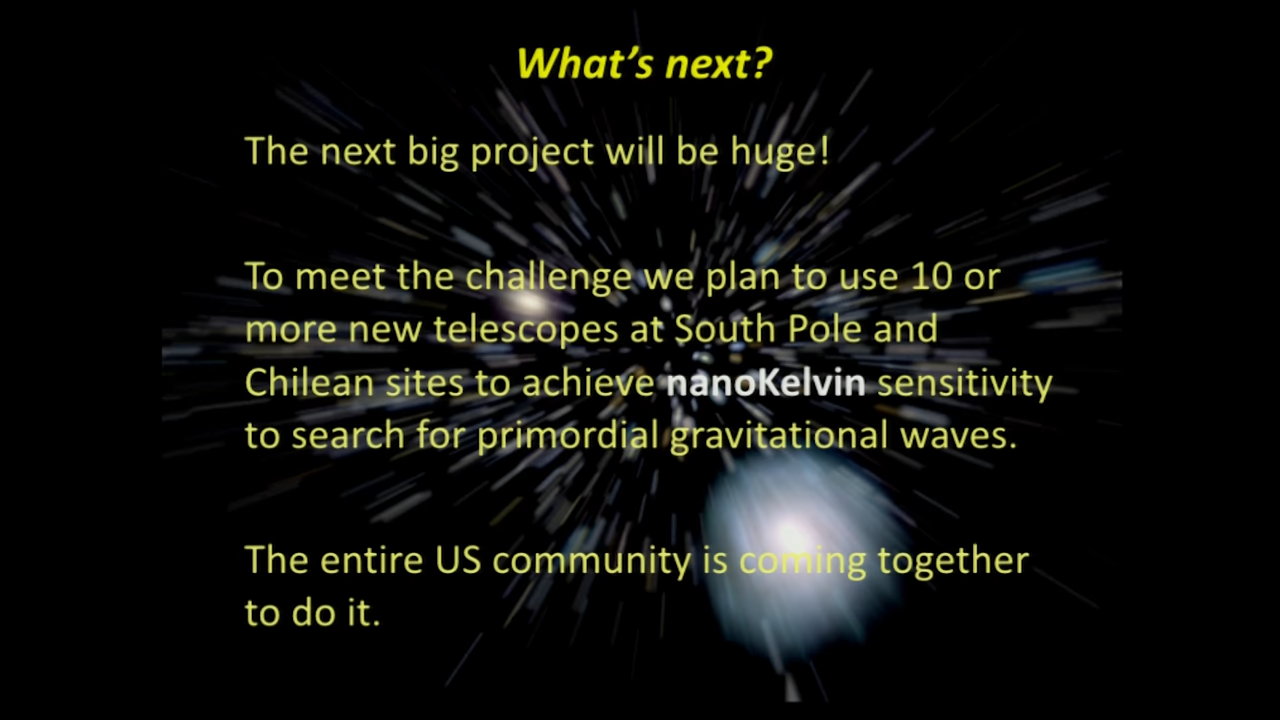 What's next?
The next big project will be huge!
To meet the challenge we plan to use 10 or
more new telescopes at South Pole and
Chilean sites to achieve nanoKelvin sensitivity
to search for primordial gravitational waves.
The entire US community is coming together
to do it.